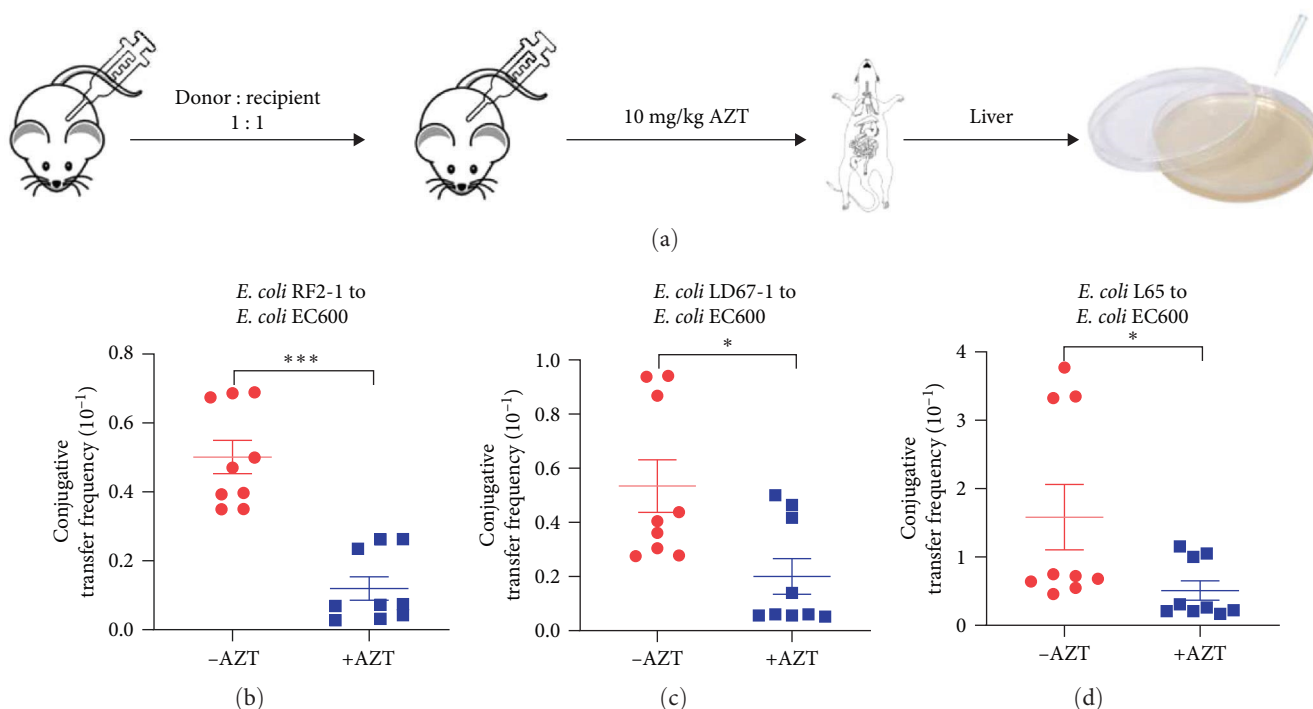 Donor : recipient
1 : 1
10 mg/kg AZT
Liver
(a)
E. coli RF2-1 to
E. coli EC600
Conjugative
transfer frequency (10⁻¹)
0.8
0.6
0.4
0.2
0.0
***
–AZT
+AZT
(b)
E. coli LD67-1 to
E. coli EC600
Conjugative
transfer frequency (10⁻¹)
1.0
0.8
0.6
0.4
0.2
0.0
*
–AZT
+AZT
(c)
E. coli L65 to
E. coli EC600
Conjugative
transfer frequency (10⁻¹)
4
3
2
1
0
*
–AZT
+AZT
(d)